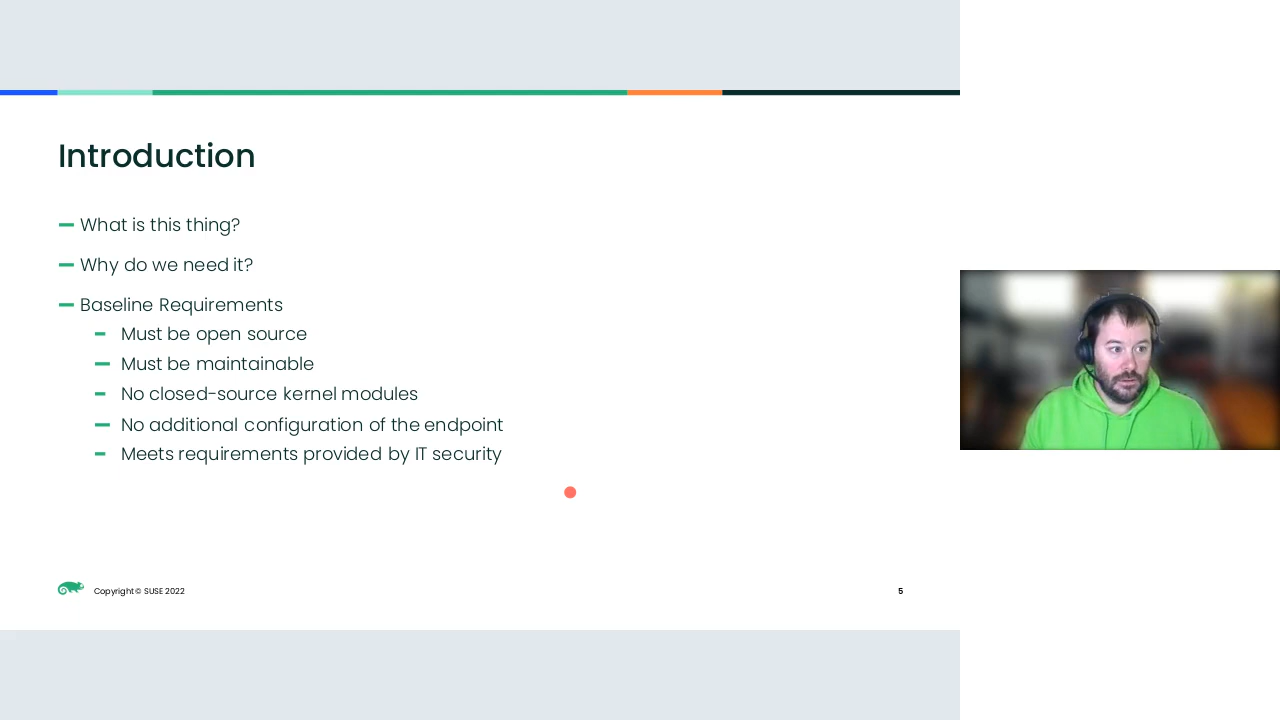 Introduction
What is this thing?
Why do we need it?
Baseline Requirements
Must be open source
Must be maintainable
No closed-source kernel modules
No additional configuration of the endpoint
Meets requirements provided by IT security
Copyright © SUSE 2022
5